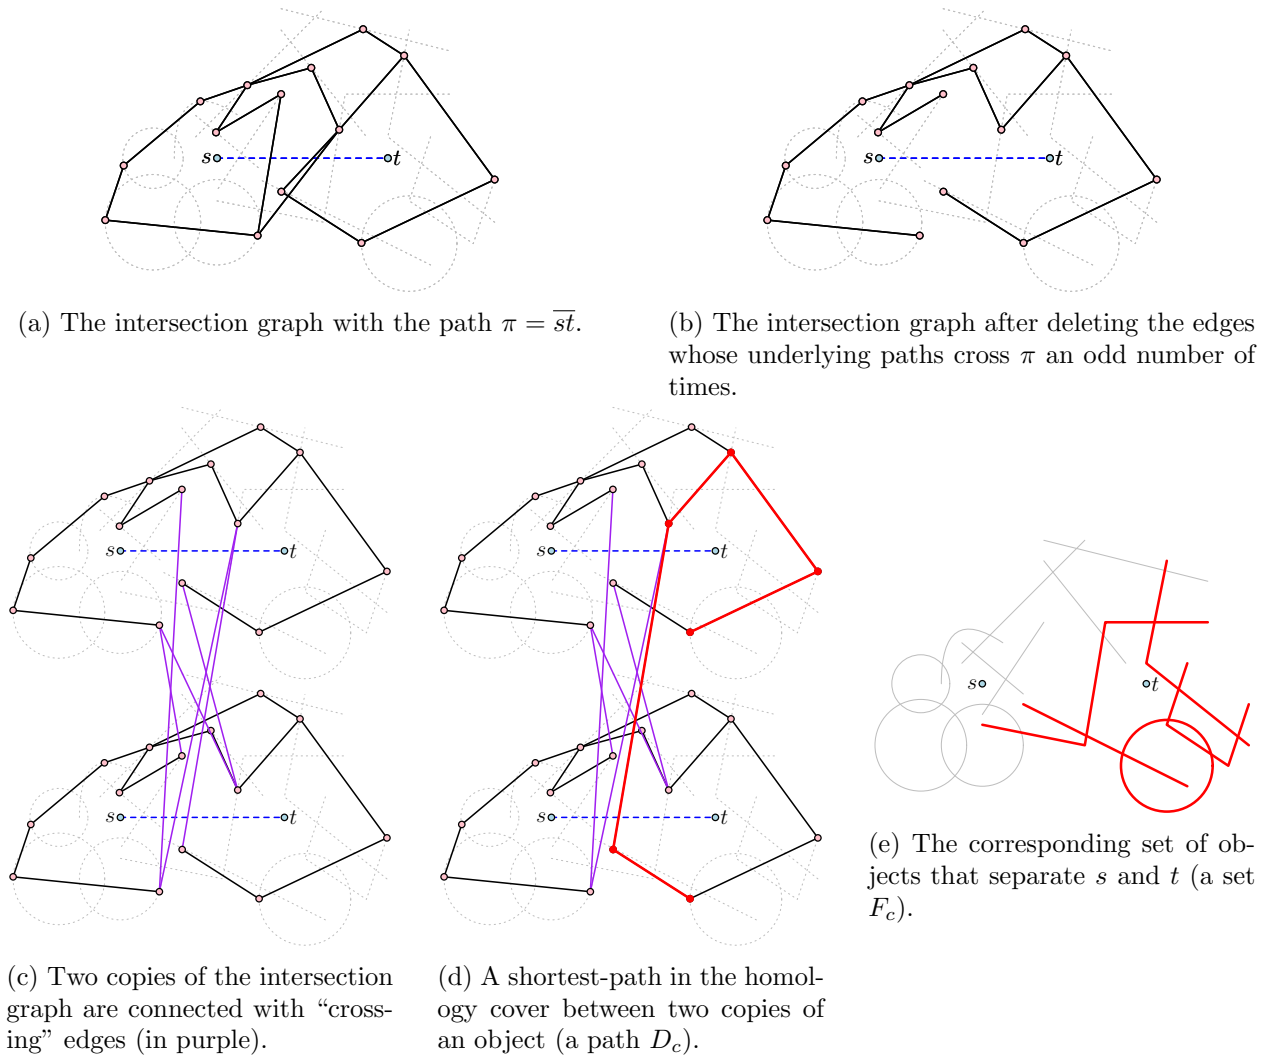 s t
s t
(a) The intersection graph with the path π = st.
(b) The intersection graph after deleting the edges
whose underlying paths cross π an odd number of
times.
s t
s t
s t
s t
s t
(c) Two copies of the intersection
graph are connected with “cross-
ing” edges (in purple).
(d) A shortest-path in the homol-
ogy cover between two copies of
an object (a path D_c).
(e) The corresponding set of ob-
jects that separate s and t (a set
F_c).